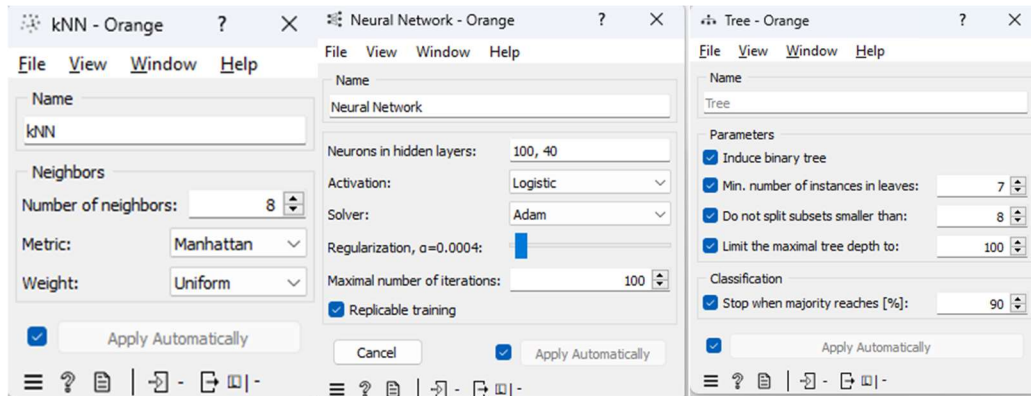 kNN - Orange ? ×
File View Window Help
Name
kNN
Neighbors
Number of neighbors: 8
Metric: Manhattan
Weight: Uniform
Apply Automatically
Neural Network - Orange ? ×
File View Window Help
Name
Neural Network
Neurons in hidden layers: 100, 40
Activation: Logistic
Solver: Adam
Regularization, α=0.0004:
Maximal number of iterations: 100
Replicable training
Cancel Apply Automatically
Tree - Orange ? ×
File View Window Help
Name
Tree
Parameters
Induce binary tree
Min. number of instances in leaves: 7
Do not split subsets smaller than: 8
Limit the maximal tree depth to: 100
Classification
Stop when majority reaches [%]: 90
Apply Automatically